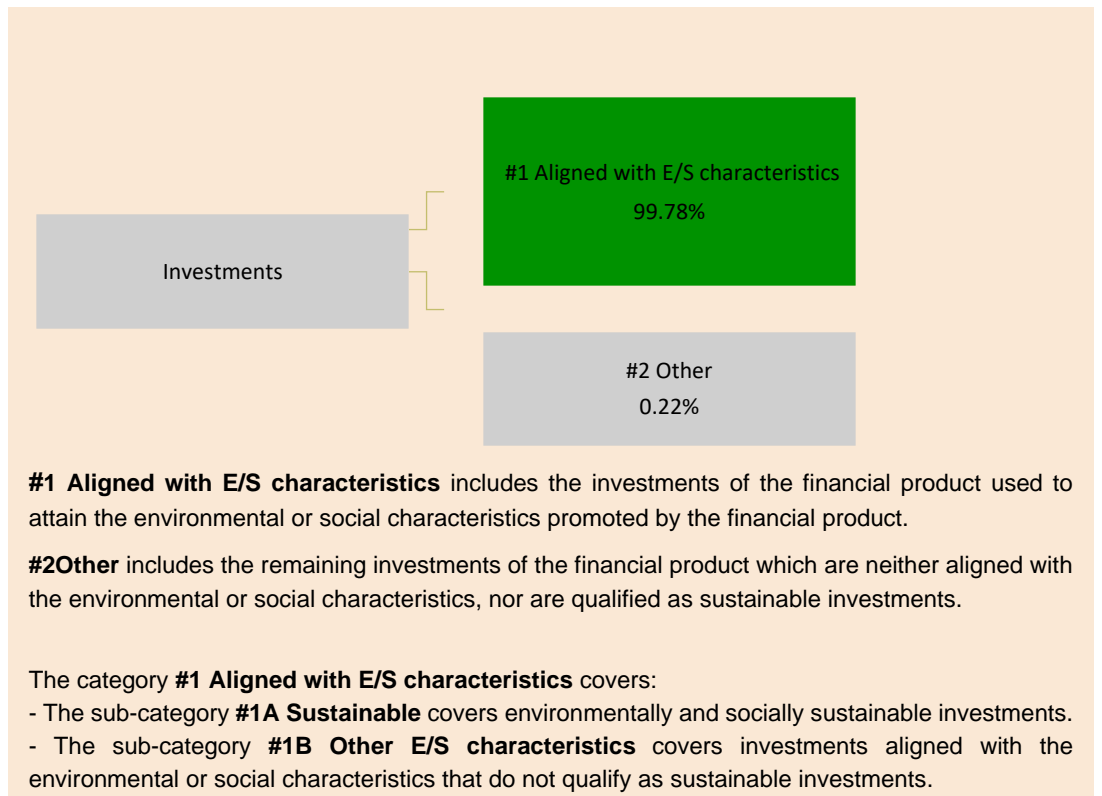 #1 Aligned with E/S characteristics
99.78%
Investments
#2 Other
0.22%
#1 Aligned with E/S characteristics includes the investments of the financial product used to
attain the environmental or social characteristics promoted by the financial product.
#2Other includes the remaining investments of the financial product which are neither aligned with
the environmental or social characteristics, nor are qualified as sustainable investments.
The category #1 Aligned with E/S characteristics covers:
- The sub-category #1A Sustainable covers environmentally and socially sustainable investments.
- The sub-category #1B Other E/S characteristics covers investments aligned with the
environmental or social characteristics that do not qualify as sustainable investments.